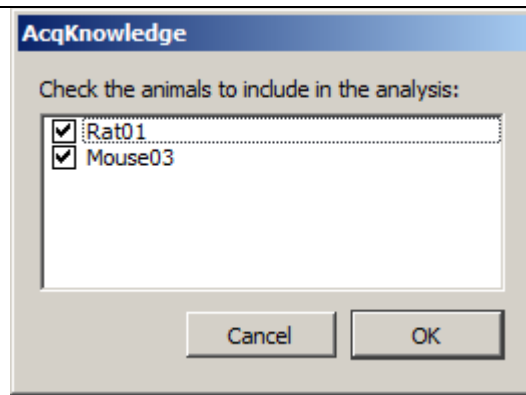 AcqKnowledge
Check the animals to include in the analysis:
Rat01
Mouse03
Cancel OK